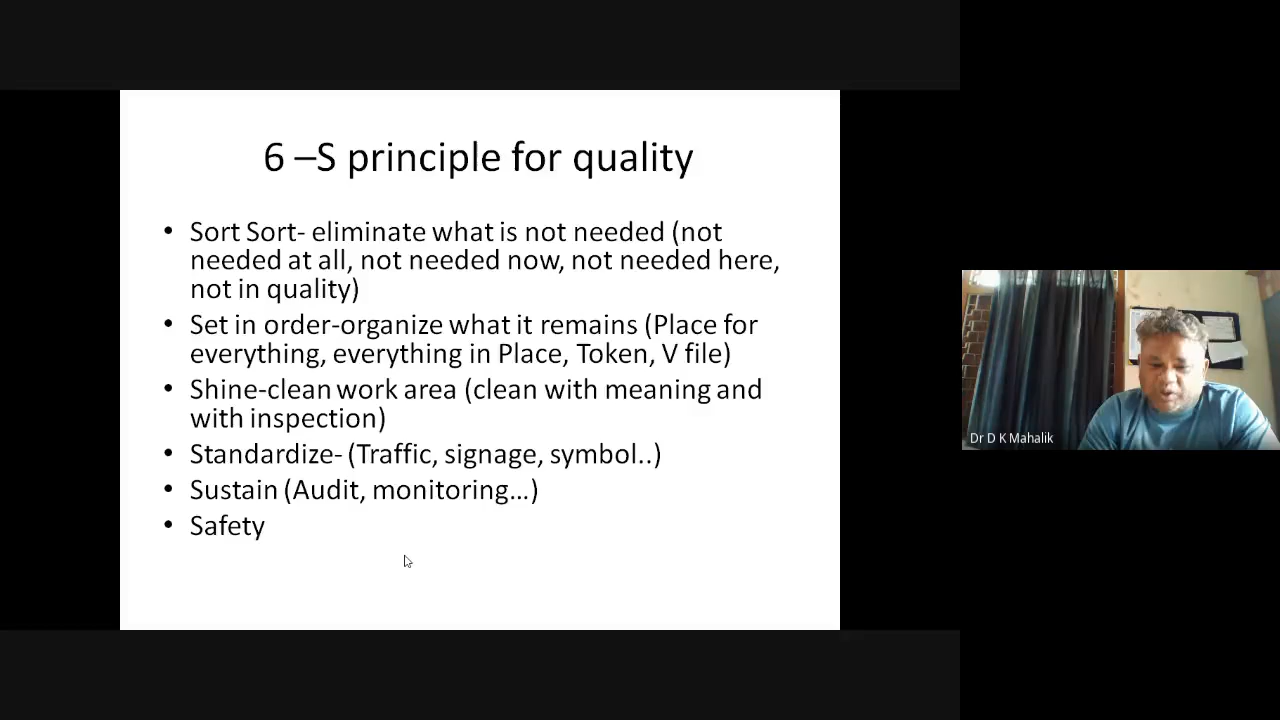 6 –S principle for quality
• Sort Sort- eliminate what is not needed (not
needed at all, not needed now, not needed here,
not in quality)
• Set in order-organize what it remains (Place for
everything, everything in Place, Token, V file)
• Shine-clean work area (clean with meaning and
with inspection)
• Standardize- (Traffic, signage, symbol..)
• Sustain (Audit, monitoring...)
• Safety
Dr D K Mahalik